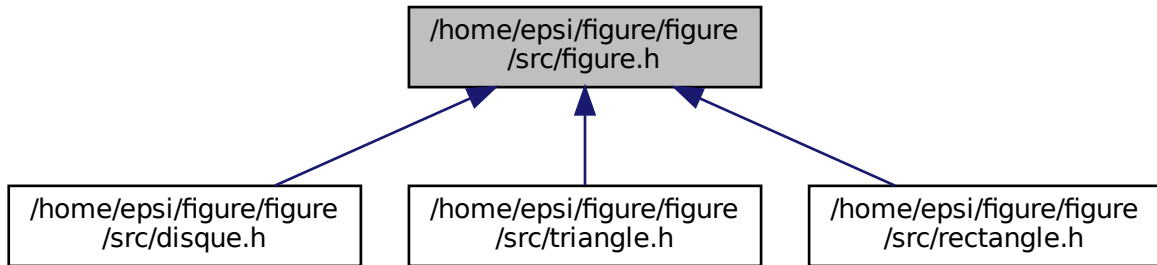 /home/epsi/figure/figure
/src/figure.h
/home/epsi/figure/figure
/src/disque.h
/home/epsi/figure/figure
/src/triangle.h
/home/epsi/figure/figure
/src/rectangle.h